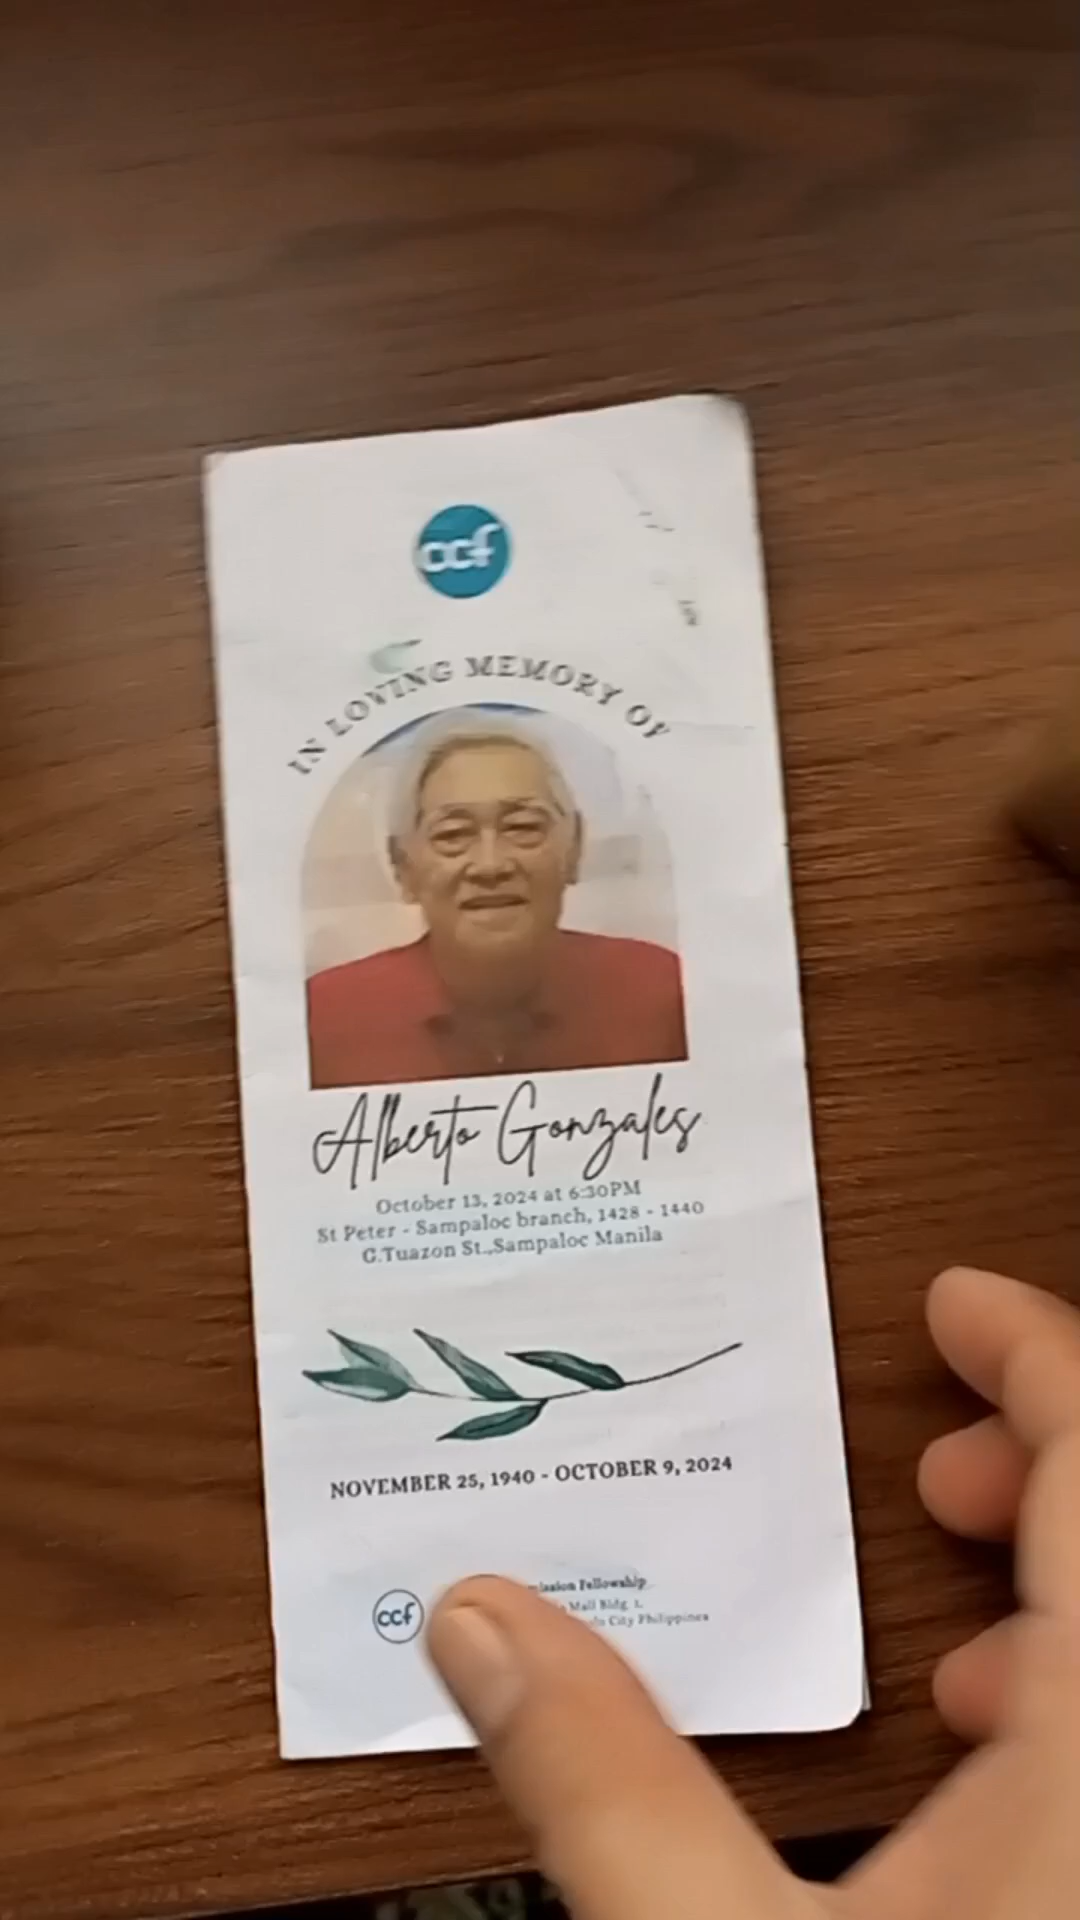 ccf
IN LOVING MEMORY OF
Alberto Gonzales
October 13, 2024 at 6:30PM
St Peter - Sampaloc branch, 1428 - 1440
G.Tuazon St.,Sampaloc Manila
NOVEMBER 25, 1940 - OCTOBER 9, 2024
ccf
Fellowship
Mall Bldg. 1,
City Philippines